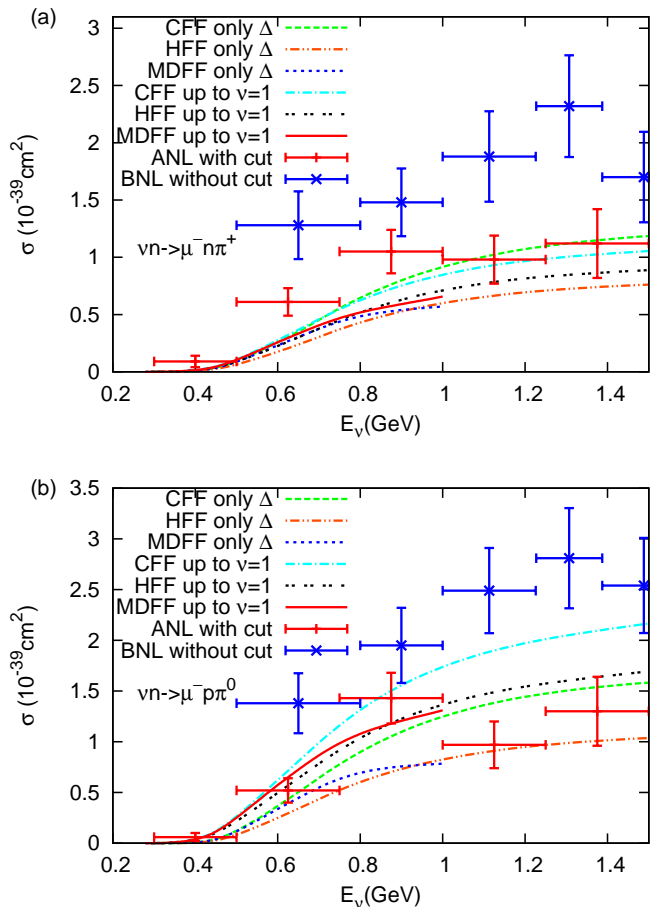 (a)
3
2.5
2
1.5
1
0.5
0
σ (10⁻³⁹cm²)
CFF only Δ
HFF only Δ
MDFF only Δ
CFF up to ν=1
HFF up to ν=1
MDFF up to ν=1
ANL with cut
BNL without cut
νn->μ⁻nπ⁺
0.2 0.4 0.6 0.8 1 1.2 1.4
Eν(GeV)
(b)
3.5
3
2.5
2
1.5
1
0.5
0
σ (10⁻³⁹cm²)
CFF only Δ
HFF only Δ
MDFF only Δ
CFF up to ν=1
HFF up to ν=1
MDFF up to ν=1
ANL with cut
BNL without cut
νn->μ⁻pπ⁰
0.2 0.4 0.6 0.8 1 1.2 1.4
Eν(GeV)